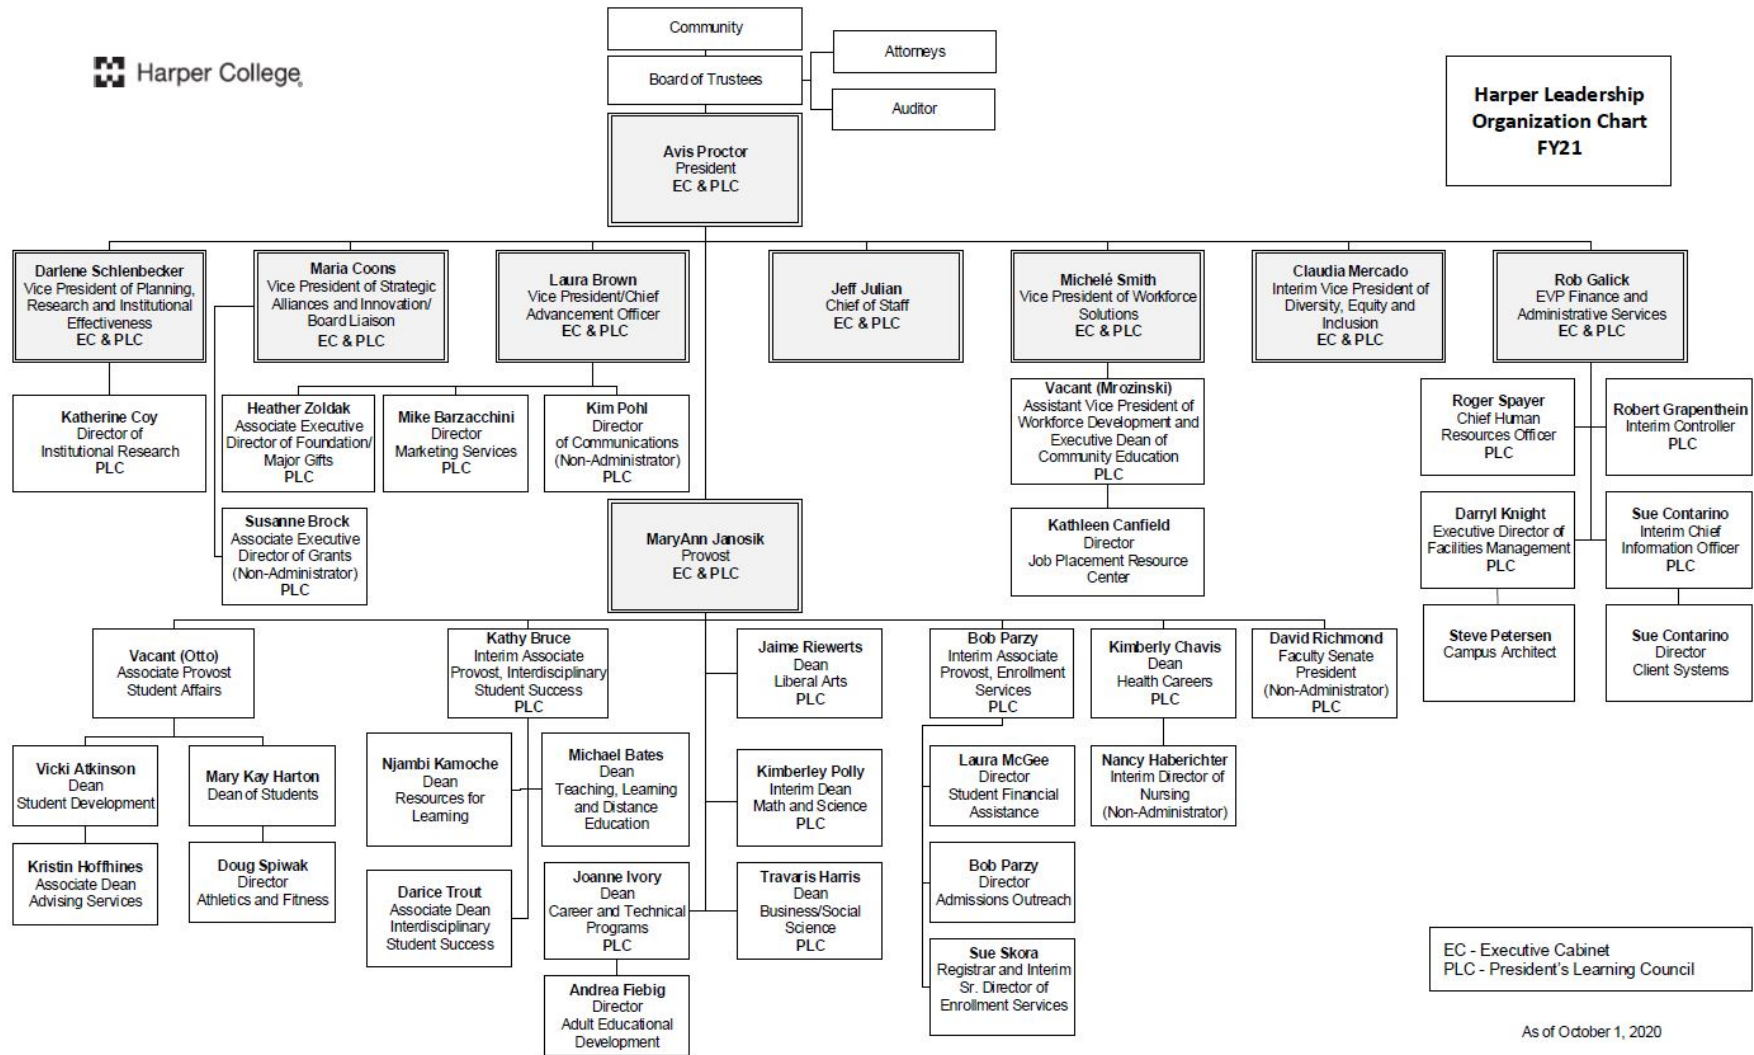 Harper College
Community
Board of Trustees
Attorneys
Auditor
Harper Leadership
Organization Chart
FY21
Avis Proctor
President
EC & PLC
Darlene Schlenbecker
Vice President of Planning,
Research and Institutional
Effectiveness
EC & PLC
Maria Coons
Vice President of Strategic
Alliances and Innovation/
Board Liaison
EC & PLC
Laura Brown
Vice President/Chief
Advancement Officer
EC & PLC
Jeff Julian
Chief of Staff
EC & PLC
Michelé Smith
Vice President of Workforce
Solutions
EC & PLC
Claudia Mercado
Interim Vice President of
Diversity, Equity and
Inclusion
EC & PLC
Rob Galick
EVP Finance and
Administrative Services
EC & PLC
Katherine Coy
Director of
Institutional Research
PLC
Heather Zoldak
Associate Executive
Director of Foundation/
Major Gifts
PLC
Mike Barzacchini
Director
Marketing Services
PLC
Kim Pohl
Director
of Communications
(Non-Administrator)
PLC
Vacant (Mrozinski)
Assistant Vice President of
Workforce Development and
Executive Dean of
Community Education
PLC
Roger Spayer
Chief Human
Resources Officer
PLC
Robert Grapenthein
Interim Controller
PLC
Susanne Brock
Associate Executive
Director of Grants
(Non-Administrator)
PLC
MaryAnn Janosik
Provost
EC & PLC
Kathleen Canfield
Director
Job Placement Resource
Center
Darryl Knight
Executive Director of
Facilities Management
PLC
Sue Contarino
Interim Chief
Information Officer
PLC
Steve Petersen
Campus Architect
Sue Contarino
Director
Client Systems
Vacant (Otto)
Associate Provost
Student Affairs
Kathy Bruce
Interim Associate
Provost, Interdisciplinary
Student Success
PLC
Jaime Riewerts
Dean
Liberal Arts
PLC
Bob Parzy
Interim Associate
Provost, Enrollment
Services
PLC
Kimberly Chavis
Dean
Health Careers
PLC
David Richmond
Faculty Senate
President
(Non-Administrator)
PLC
Vicki Atkinson
Dean
Student Development
Mary Kay Harton
Dean of Students
Njambi Kamoche
Dean
Resources for
Learning
Michael Bates
Dean
Teaching, Learning
and Distance
Education
Kimberley Polly
Interim Dean
Math and Science
PLC
Laura McGee
Director
Student Financial
Assistance
Nancy Haberichter
Interim Director of
Nursing
(Non-Administrator)
Kristin Hoffhines
Associate Dean
Advising Services
Doug Spiwak
Director
Athletics and Fitness
Darice Trout
Associate Dean
Interdisciplinary
Student Success
Joanne Ivory
Dean
Career and Technical
Programs
PLC
Travaris Harris
Dean
Business/Social
Science
PLC
Bob Parzy
Director
Admissions Outreach
Sue Skora
Registrar and Interim
Sr. Director of
Enrollment Services
Andrea Fiebig
Director
Adult Educational
Development
EC - Executive Cabinet
PLC - President's Learning Council
As of October 1, 2020